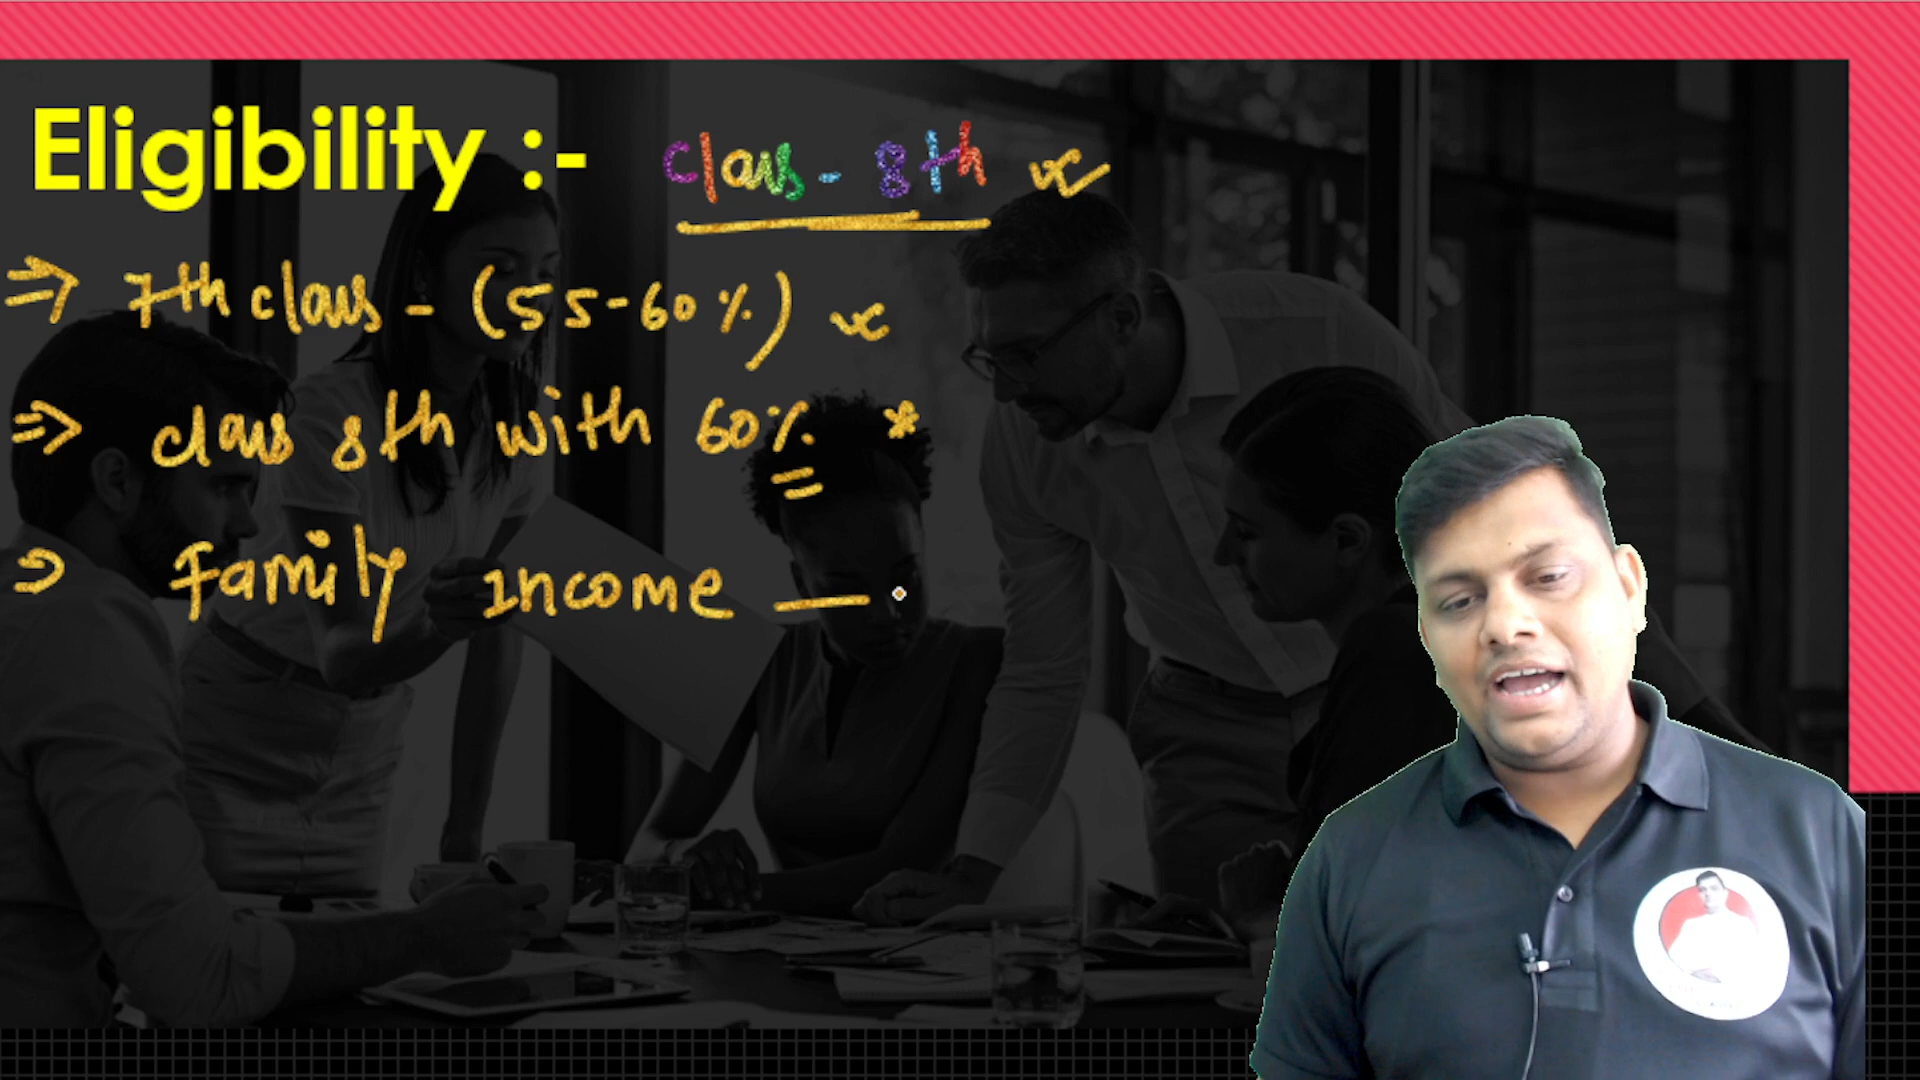 Eligibility :- class - 8th
⇒ 7th class - (55-60%)
⇒ class 8th with 60% *
⇒ Family Income —